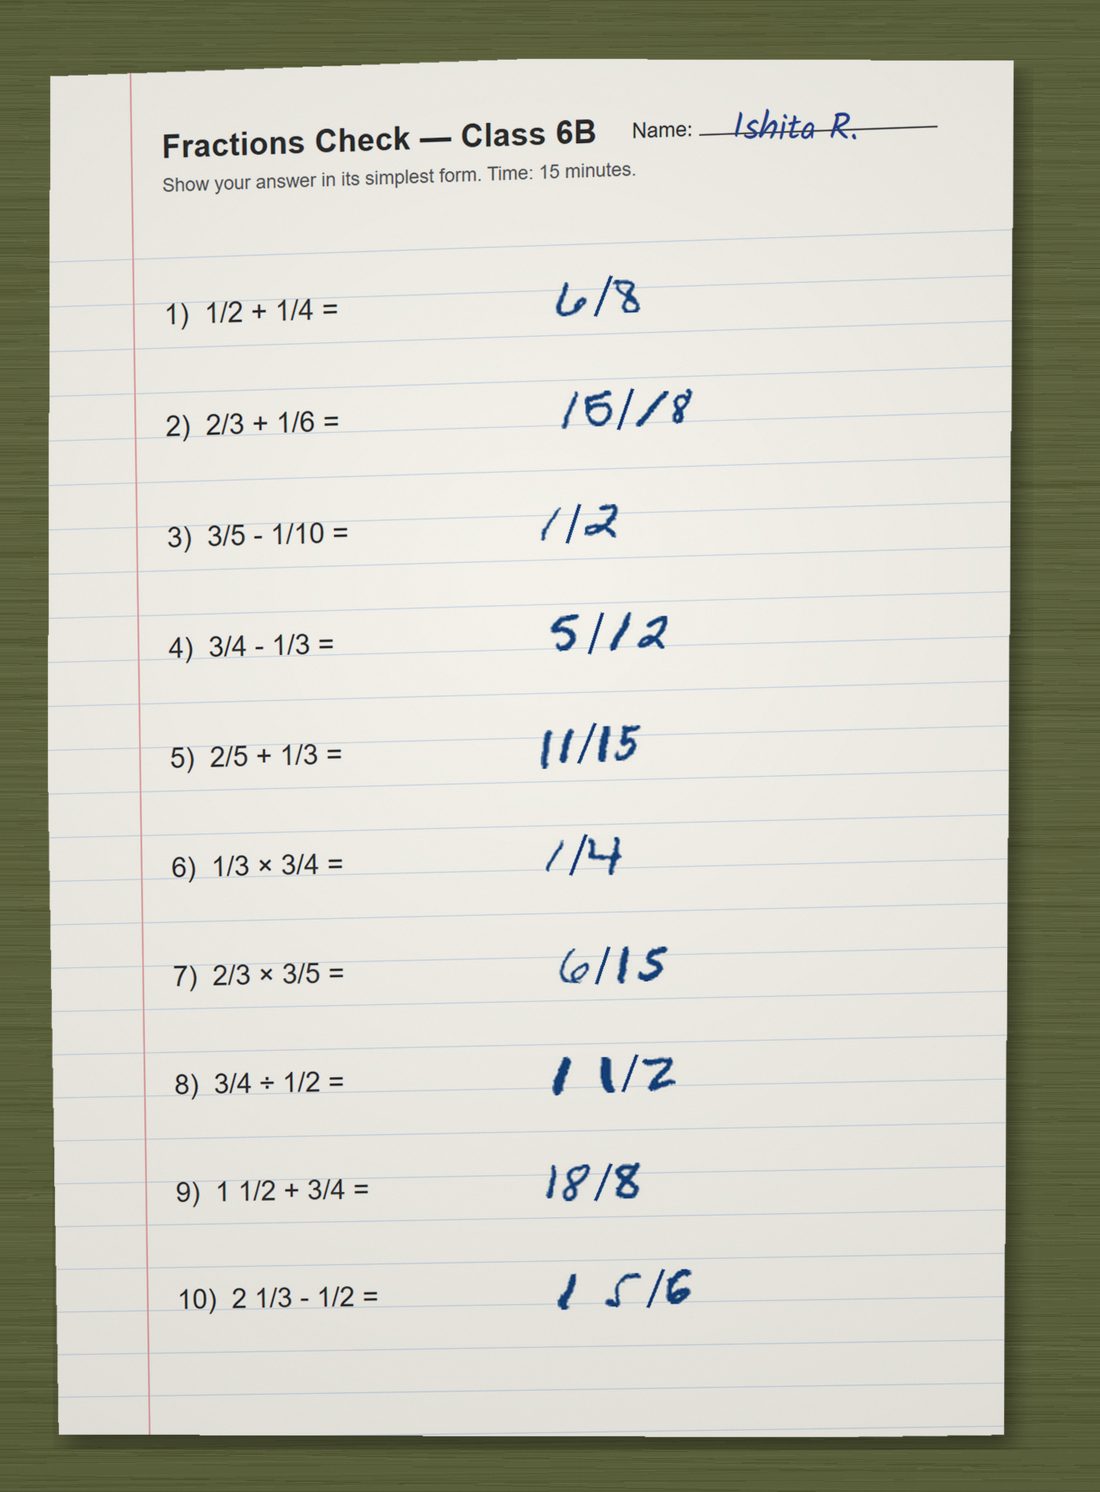 Fractions Check — Class 6B Name: Ishita R.
Show your answer in its simplest form. Time: 15 minutes.
1) 1/2 + 1/4 = 6/8
2) 2/3 + 1/6 = 15/18
3) 3/5 - 1/10 = 1/2
4) 3/4 - 1/3 = 5/12
5) 2/5 + 1/3 = 11/15
6) 1/3 × 3/4 = 1/4
7) 2/3 × 3/5 = 6/15
8) 3/4 ÷ 1/2 = 1 1/2
9) 1 1/2 + 3/4 = 18/8
10) 2 1/3 - 1/2 = 1 5/6